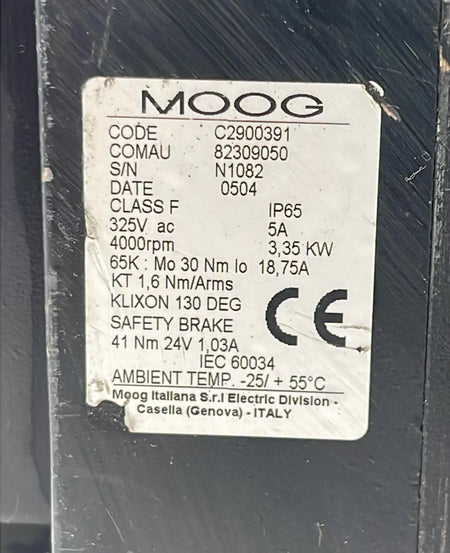 MOOG
CODE C2900391
COMAU 82309050
S/N N1082
DATE 0504
CLASS F IP65
325V ac 5A
4000rpm 3,35 KW
65K : Mo 30 Nm Io 18,75A
KT 1,6 Nm/Arms
KLIXON 130 DEG
CE
SAFETY BRAKE
41 Nm 24V 1,03A
IEC 60034
AMBIENT TEMP. -25/ + 55°C
Moog Italiana S.r.l Electric Division -
Casella (Genova) - ITALY